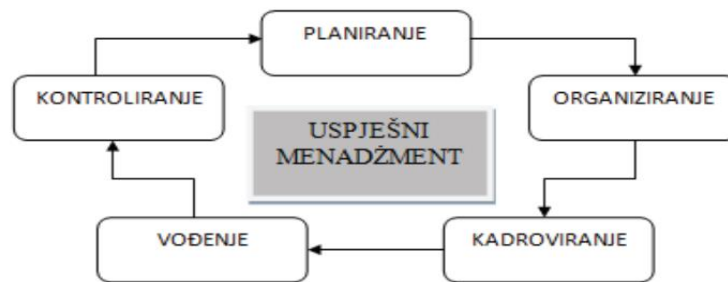 PLANIRANJE
KONTROLIRANJE
ORGANIZIRANJE
USPJEŠNI
MENADŽMENT
VOĐENJE
KADROVIRANJE